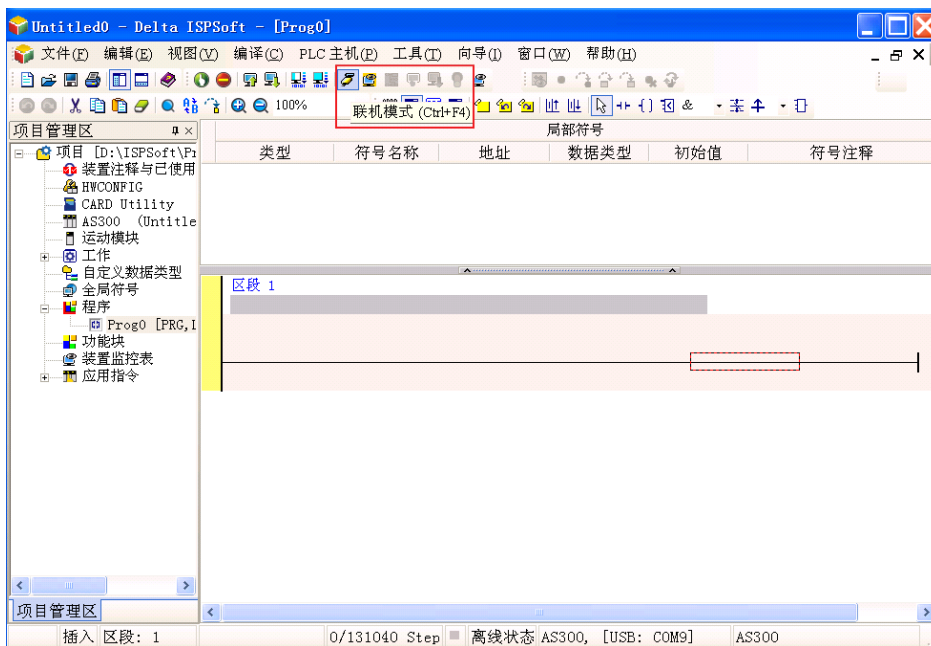 Untitled0 - Delta ISPSoft - [Prog0]
文件(F) 编辑(E) 视图(V) 编译(C) PLC 主机(P) 工具(T) 向导(I) 窗口(W) 帮助(H)
100%
联机模式 (Ctrl+F4)
项目管理区
局部符号
类型 符号名称 地址 数据类型 初始值 符号注释
项目 [D:\ISPSoft\Pr
装置注释与已使用
HWCONFIG
CARD Utility
AS300 (Untitle
运动模块
工作
自定义数据类型
全局符号
程序
Prog0 [PRG,L
功能块
装置监控表
应用指令
区段 1
项目管理区
插入 区段: 1 0/131040 Step 离线状态 AS300, [USB: COM9] AS300